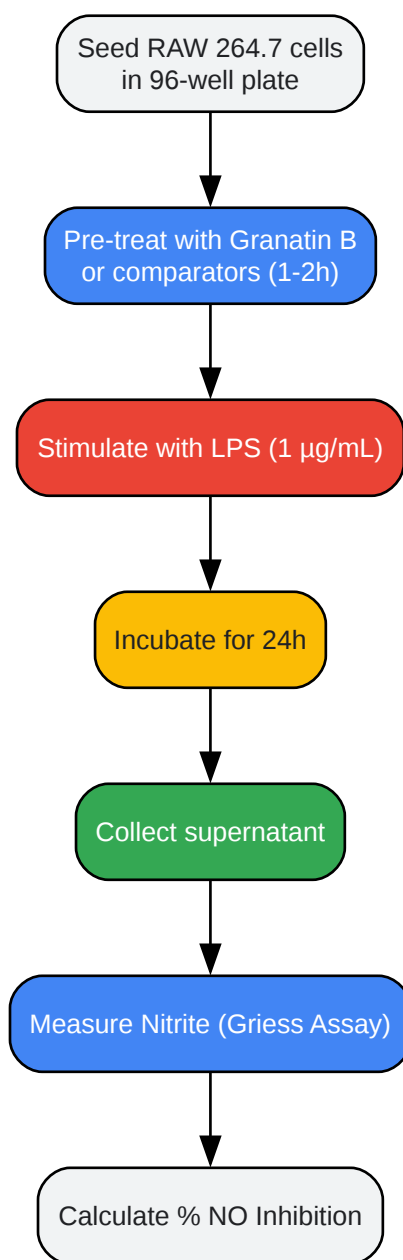 Seed RAW 264.7 cells
in 96-well plate
Pre-treat with Granatin B
or comparators (1-2h)
Stimulate with LPS (1 µg/mL)
Incubate for 24h
Collect supernatant
Measure Nitrite (Griess Assay)
Calculate % NO Inhibition